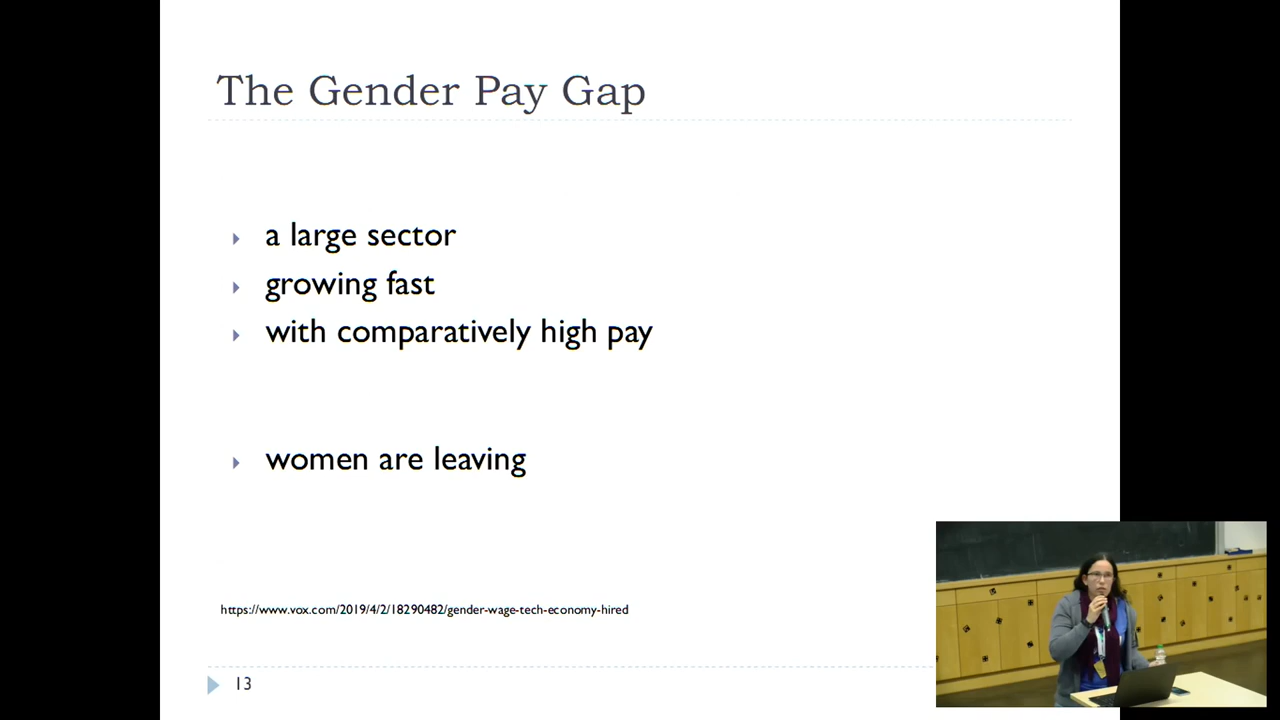 The Gender Pay Gap
a large sector
growing fast
with comparatively high pay
women are leaving
https://www.vox.com/2019/4/2/18290482/gender-wage-tech-economy-hired
13